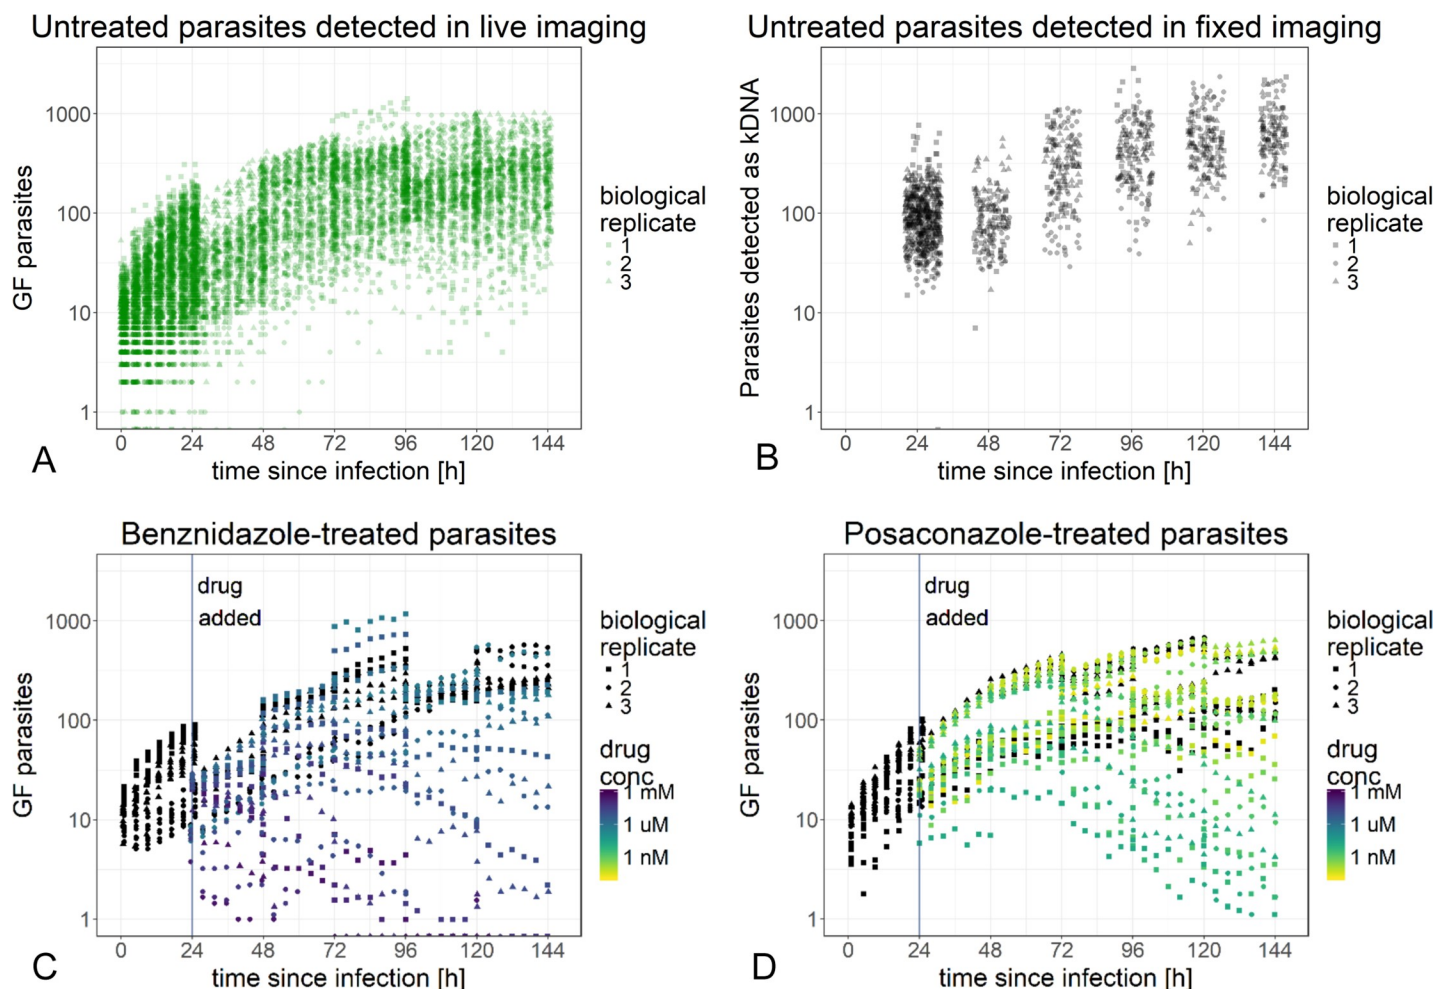 Untreated parasites detected in live imaging
GF parasites
1000
100
10
1
0 24 48 72 96 120 144
time since infection [h]
biological
replicate
1
2
3
A
Untreated parasites detected in fixed imaging
Parasites detected as kDNA
1000
100
10
1
0 24 48 72 96 120 144
time since infection [h]
biological
replicate
1
2
3
B
Benznidazole-treated parasites
drug
added
GF parasites
1000
100
10
1
0 24 48 72 96 120 144
time since infection [h]
biological
replicate
1
2
3
drug
conc
1 mM
1 uM
1 nM
C
Posaconazole-treated parasites
drug
added
GF parasites
1000
100
10
1
0 24 48 72 96 120 144
time since infection [h]
biological
replicate
1
2
3
drug
conc
1 mM
1 uM
1 nM
D